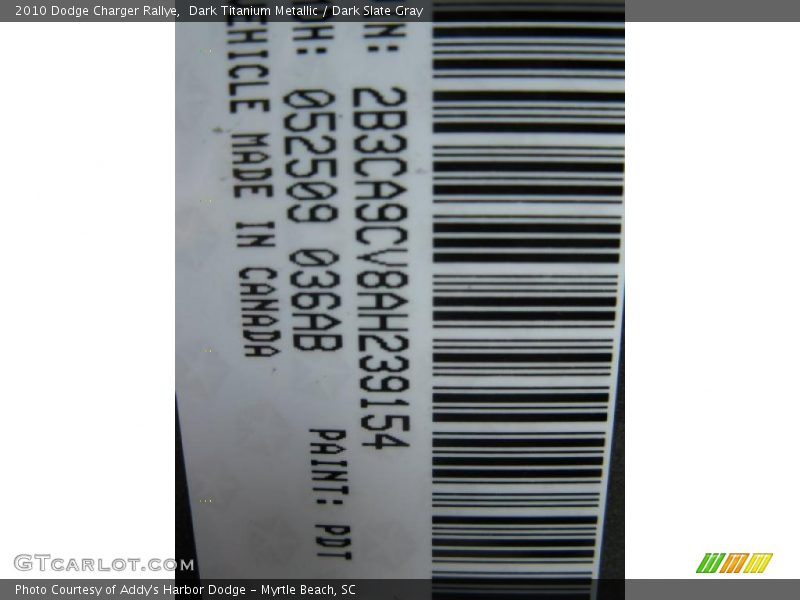 2010 Dodge Charger Rallye, Dark Titanium Metallic / Dark Slate Gray
N: 2B3CA9CV8AH239154
DH: 052509 036AB PAINT: PDT
EHICLE MADE IN CANADA
GTcarlot.com
Photo Courtesy of Addy's Harbor Dodge - Myrtle Beach, SC